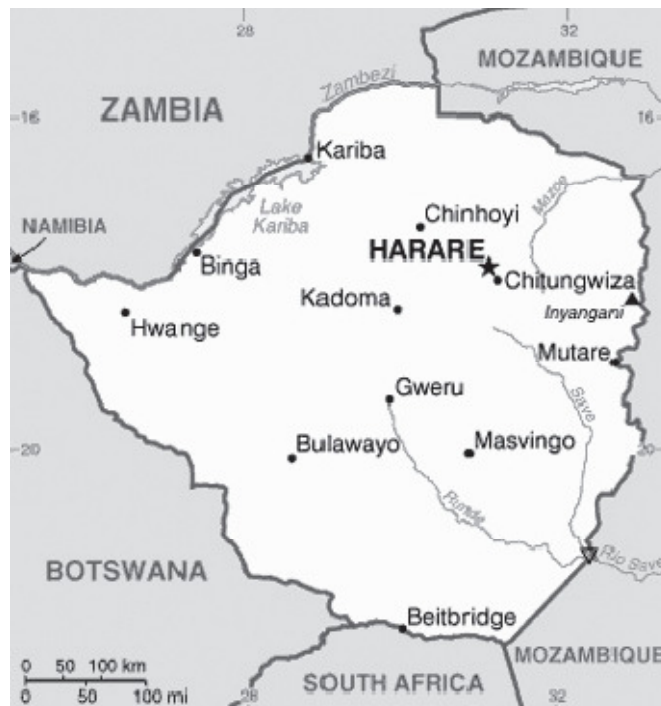 28
32
MOZAMBIQUE
Zambezi
ZAMBIA
16
16
Kariba
Lake
Kariba
Mazoe
Chinhoyi
NAMIBIA
HARARE
Binga
Chitungwiza
Kadoma
Inyangani
Hwange
Mutare
Gweru
Save
Bulawayo
Masvingo
20
20
Runde
Rio Save
BOTSWANA
Beitbridge
MOZAMBIQUE
0 50 100 km
SOUTH AFRICA
0 50 100 mi
28
32